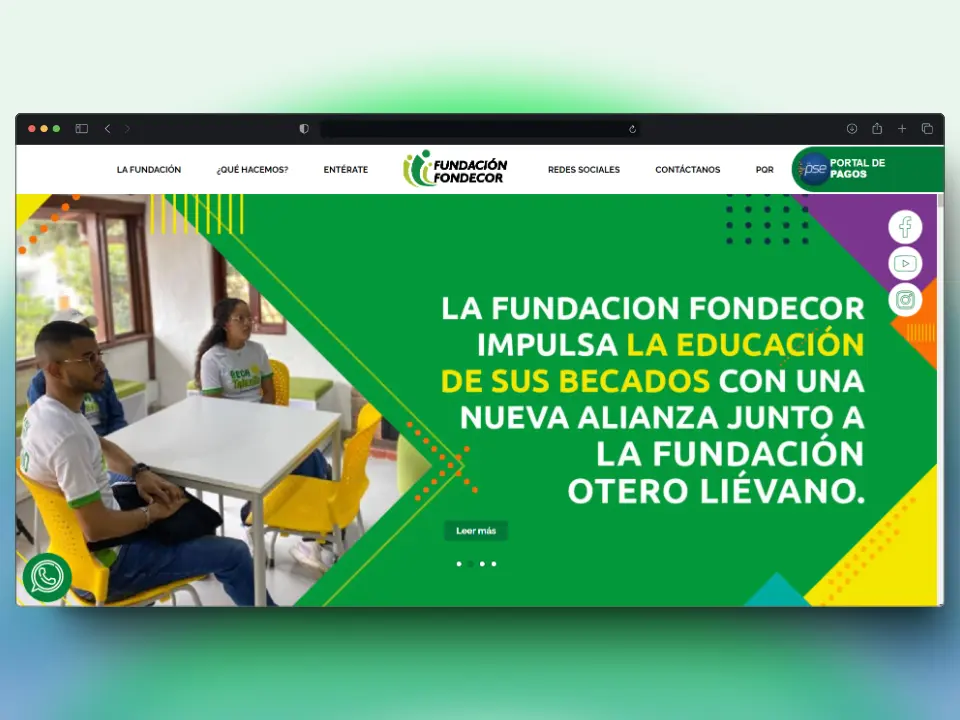 LA FUNDACIÓN
¿QUÉ HACEMOS?
ENTÉRATE
FUNDACIÓN
FONDECOR
REDES SOCIALES
CONTÁCTANOS
PQR
pse
PORTAL DE
PAGOS
LA FUNDACION FONDECOR
IMPULSA LA EDUCACIÓN
DE SUS BECADOS CON UNA
NUEVA ALIANZA JUNTO A
LA FUNDACIÓN
OTERO LIÉVANO.
Leer más